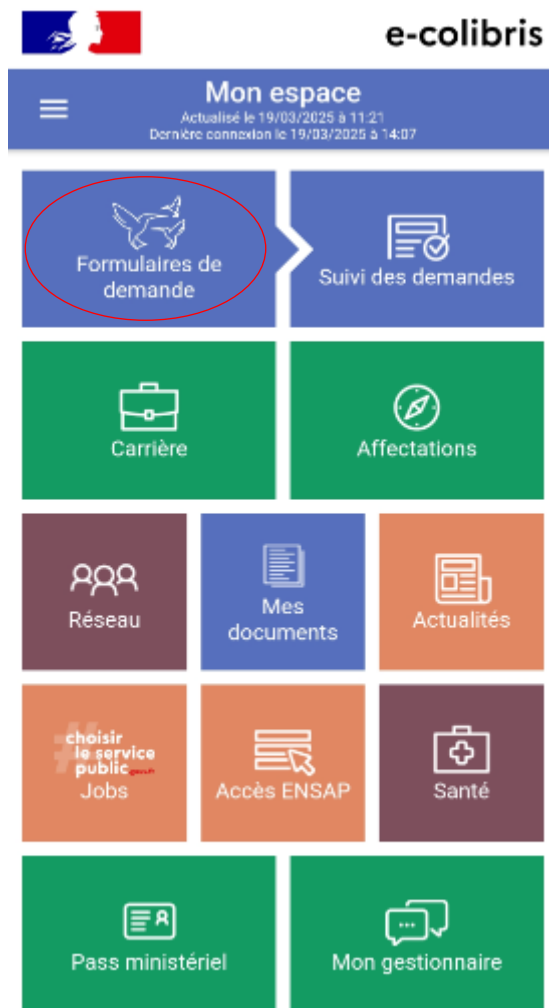 e-colibris
Mon espace
Actualisé le 19/03/2025 à 11:21
Dernière connexion le 19/03/2025 à 14:07
Formulaires de
demande
Suivi des demandes
Carrière
Affectations
Réseau
Mes
documents
Actualités
choisir
le service
public.gouv.fr
Jobs
Accès ENSAP
Santé
Pass ministériel
Mon gestionnaire